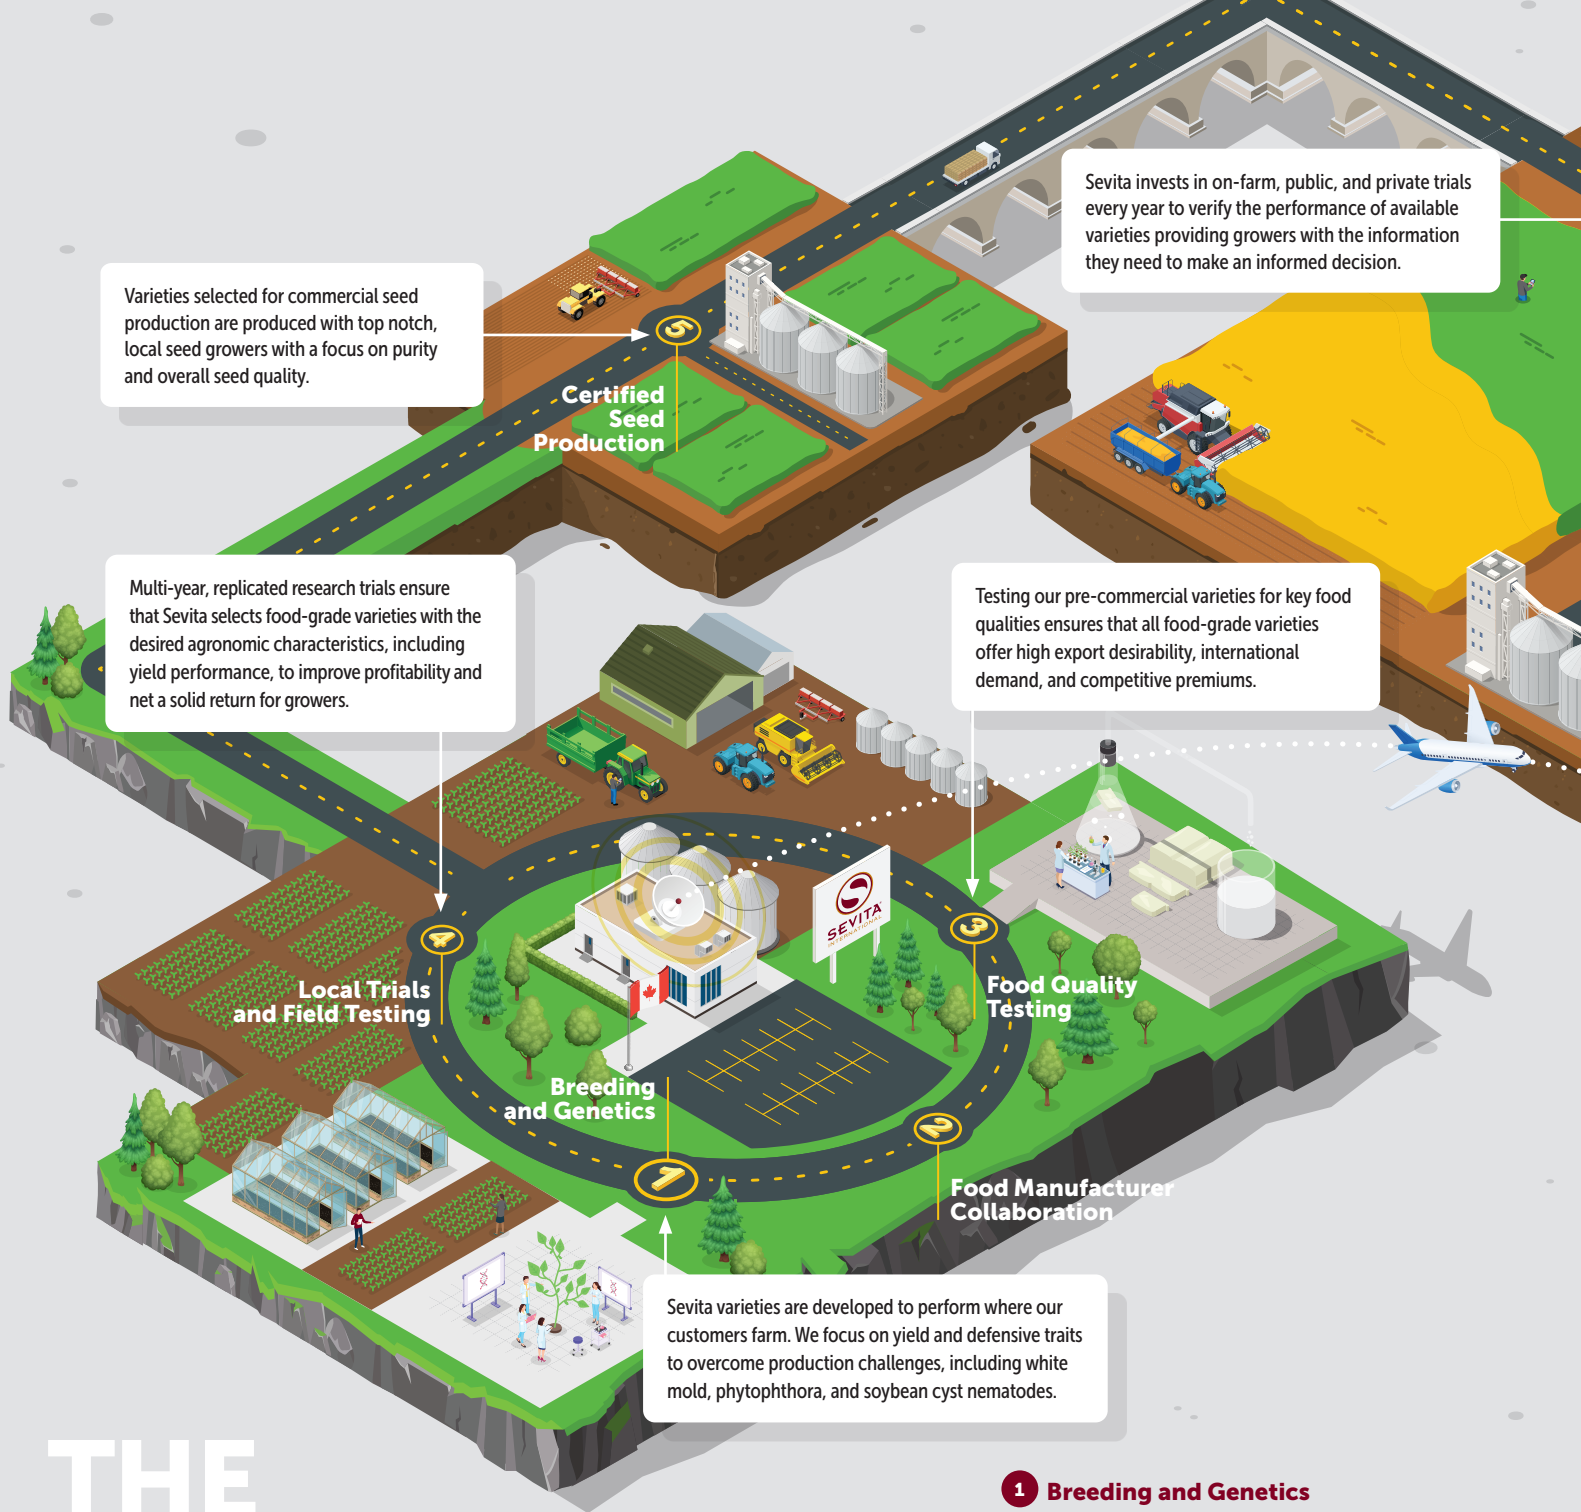 Sevita invests in on-farm, public, and private trials
every year to verify the performance of available
varieties providing growers with the information
they need to make an informed decision.
Varieties selected for commercial seed
production are produced with top notch,
local seed growers with a focus on purity
and overall seed quality.
5
Certified
Seed
Production
Multi-year, replicated research trials ensure
that Sevita selects food-grade varieties with the
desired agronomic characteristics, including
yield performance, to improve profitability and
net a solid return for growers.
Testing our pre-commercial varieties for key food
qualities ensures that all food-grade varieties
offer high export desirability, international
demand, and competitive premiums.
SEVITA
INTERNATIONAL
4
Local Trials
and Field Testing
3
Food Quality
Testing
Breeding
and Genetics
1
2
Food Manufacturer
Collaboration
Sevita varieties are developed to perform where our
customers farm. We focus on yield and defensive traits
to overcome production challenges, including white
mold, phytophthora, and soybean cyst nematodes.
THE
1 Breeding and Genetics